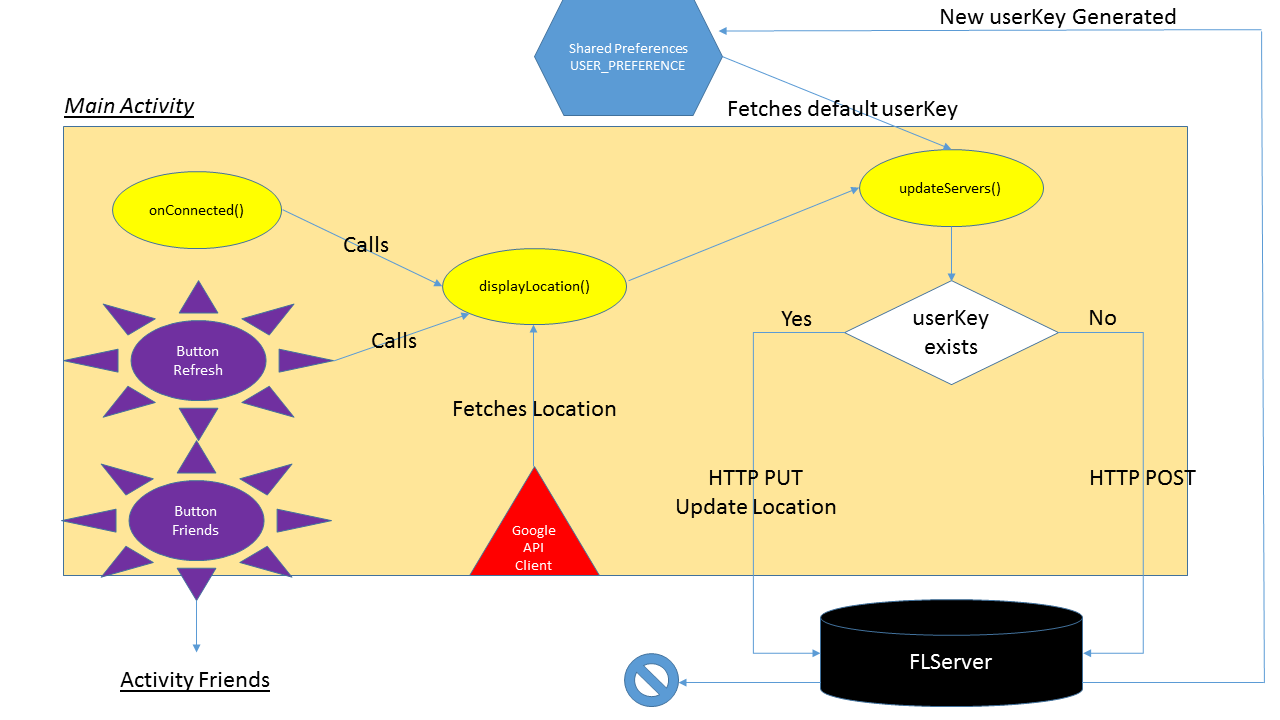 New userKey Generated
Shared Preferences
USER_PREFERENCE
Main Activity
Fetches default userKey
updateServers()
onConnected()
Calls
displayLocation()
Yes
userKey
exists
No
Calls
Button
Refresh
Fetches Location
HTTP PUT
Update Location
HTTP POST
Button
Friends
Google
API
Client
FLServer
Activity Friends